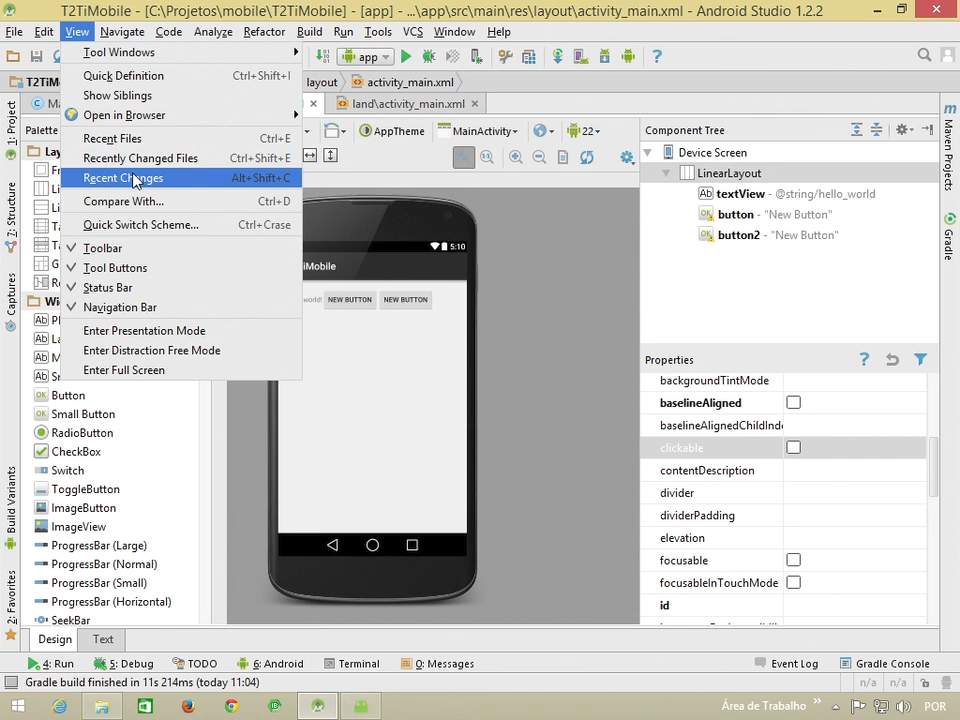 T2TiMobile - [C:\Projetos\mobile\T2TiMobile] - [app] - ...\app\src\main\res\layout\activity_main.xml - Android Studio 1.2.2
File Edit View Navigate Code Analyze Refactor Build Run Tools VCS Window Help
app
layout activity_main.xml
land\activity_main.xml
Tool Windows
Quick Definition Ctrl+Shift+I
Show Siblings
Open in Browser
Recent Files Ctrl+E
Recently Changed Files Ctrl+Shift+E
Recent Changes Alt+Shift+C
Compare With... Ctrl+D
Quick Switch Scheme... Ctrl+Crase
Toolbar
Tool Buttons
Status Bar
Navigation Bar
Enter Presentation Mode
Enter Distraction Free Mode
Enter Full Screen
1: Project
2: Structure
Captures
Build Variants
2: Favorites
Palette
Button
Small Button
RadioButton
CheckBox
Switch
ToggleButton
ImageButton
ImageView
ProgressBar (Large)
ProgressBar (Normal)
ProgressBar (Small)
ProgressBar (Horizontal)
SeekBar
Design Text
AppTheme MainActivity 22
5:10
iMobile
world! NEW BUTTON NEW BUTTON
Component Tree
Device Screen
LinearLayout
textView - @string/hello_world
button - "New Button"
button2 - "New Button"
Properties
backgroundTintMode
baselineAligned
baselineAlignedChildInde
clickable
contentDescription
divider
dividerPadding
elevation
focusable
focusableInTouchMode
id
Maven Projects
Gradle
4: Run 5: Debug TODO 6: Android Terminal 0: Messages Event Log Gradle Console
Gradle build finished in 11s 214ms (today 11:04) n/a n/a
Área de Trabalho POR